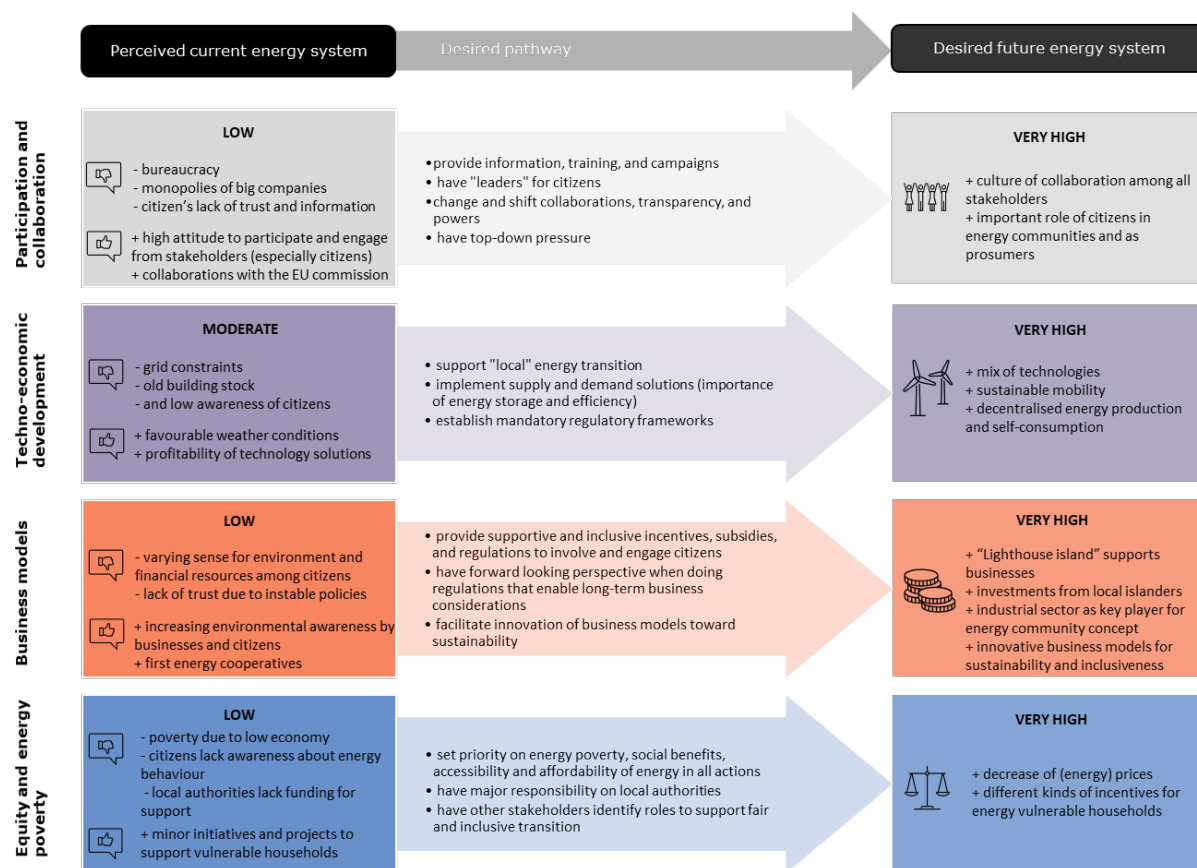 Perceived current energy system
Desired pathway
Desired future energy system
Participation and
collaboration
LOW
- bureaucracy
- monopolies of big companies
- citizen's lack of trust and information
+ high attitude to participate and engage
from stakeholders (especially citizens)
+ collaborations with the EU commission
•provide information, training, and campaigns
• have "leaders" for citizens
•change and shift collaborations, transparency, and
powers
• have top-down pressure
VERY HIGH
+ culture of collaboration among all
stakeholders
+ important role of citizens in
energy communities and as
prosumers
Techno-economic
development
MODERATE
- grid constraints
- old building stock
- and low awareness of citizens
+ favourable weather conditions
+ profitability of technology solutions
• support "local" energy transition
• implement supply and demand solutions (importance
of energy storage and efficiency)
• establish mandatory regulatory frameworks
VERY HIGH
+ mix of technologies
+ sustainable mobility
+ decentralised energy production
and self-consumption
Business models
LOW
- varying sense for environment and
financial resources among citizens
- lack of trust due to instable policies
+ increasing environmental awareness by
businesses and citizens
+ first energy cooperatives
• provide supportive and inclusive incentives, subsidies,
and regulations to involve and engage citizens
• have forward looking perspective when doing
regulations that enable long-term business
considerations
• facilitate innovation of business models toward
sustainability
VERY HIGH
+ “Lighthouse island” supports
businesses
+ investments from local islanders
+ industrial sector as key player for
energy community concept
+ innovative business models for
sustainability and inclusiveness
Equity and energy
poverty
LOW
- poverty due to low economy
- citizens lack awareness about energy
behaviour
- local authorities lack funding for
support
+ minor initiatives and projects to
support vulnerable households
• set priority on energy poverty, social benefits,
accessibility and affordability of energy in all actions
• have major responsibility on local authorities
• have other stakeholders identify roles to support fair
and inclusive transition
VERY HIGH
+ decrease of (energy) prices
+ different kinds of incentives for
energy vulnerable households